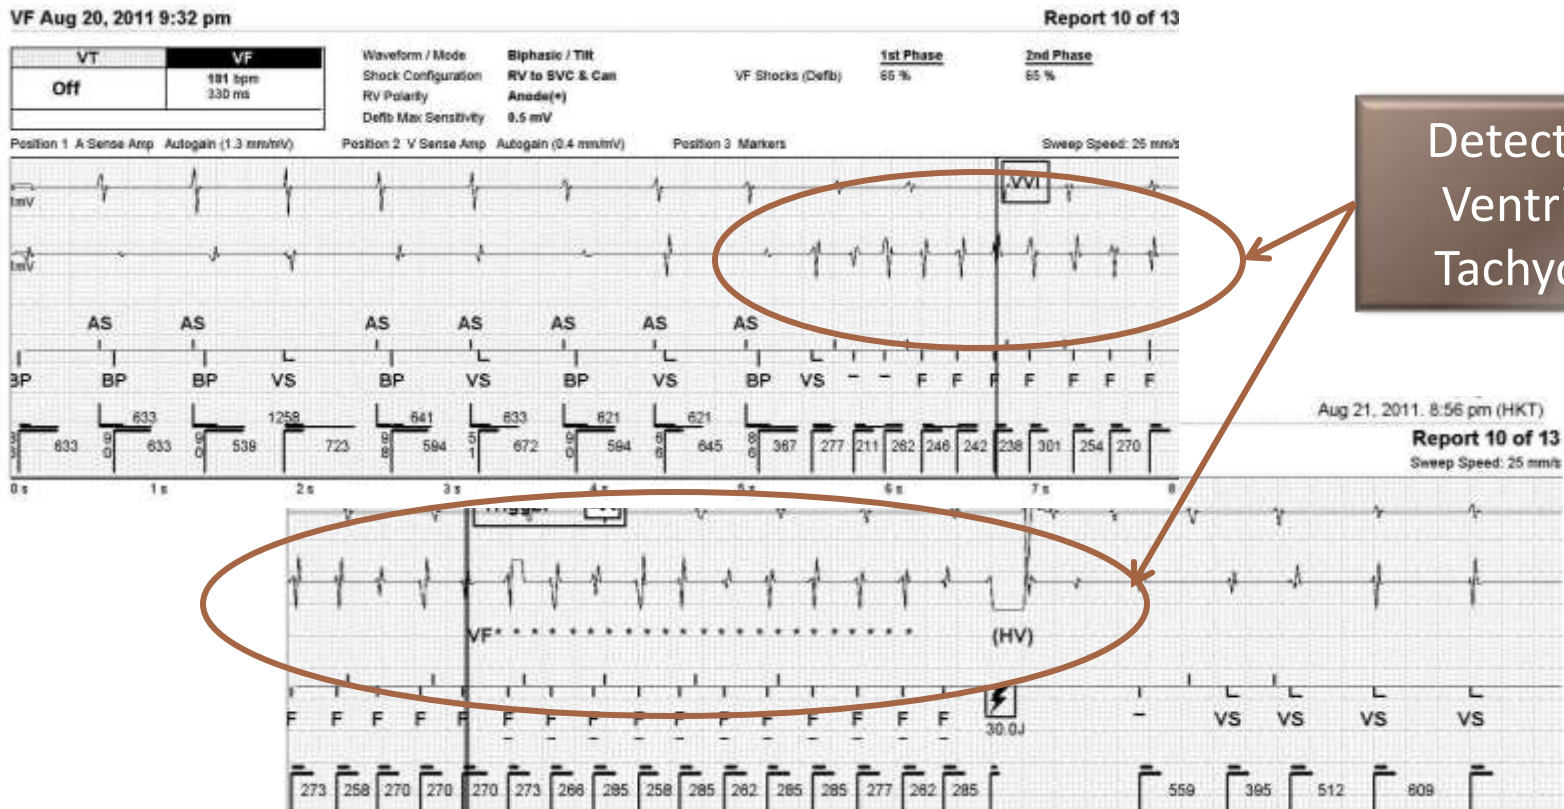 VF Aug 20, 2011 9:32 pm
Report 10 of 13
VT VF
Off 181 bpm
330 ms
Waveform / Mode Biphasic / Tilt
Shock Configuration RV to SVC & Can
RV Polarity Anode(+)
Defib Max Sensitivity 0.5 mV
1st Phase 2nd Phase
VF Shocks (Defib) 65 % 65 %
Position 1 A Sense Amp Autogain (1.3 mm/mV) Position 2 V Sense Amp Autogain (0.4 mm/mV) Position 3 Markers Sweep Speed: 25 mm/s
VVI
1mV
1mV
AS AS AS AS AS AS AS
BP BP BP VS BP VS BP VS BP VS - - F F F F F F F
633 1258 641 633 621 621
633 539 723 594 672 594 645 367 277 211 262 246 242 238 301 254 270
0 s 1 s 2 s 3 s 4 s 5 s 6 s 7 s 8
Detect
Ventri
Tachyc
Aug 21, 2011. 8:56 pm (HKT)
Report 10 of 13
Sweep Speed: 25 mm/s
Trigger
VF * * * * * * * * * * * * * * * * * * * * (HV)
F F F F F F F F F F F F F F F F - VS VS VS VS
- - - - - - - - - - -
30.0J
273 258 270 270 270 273 266 285 258 285 262 285 285 277 262 285 559 395 512 609